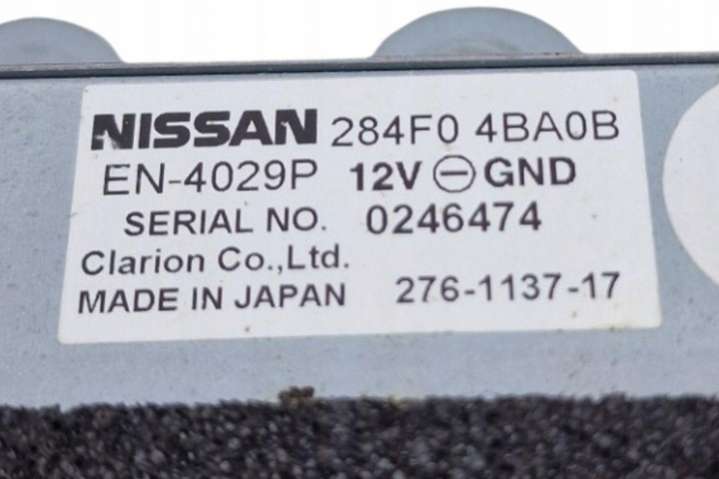 NISSAN 284F0 4BA0B
EN-4029P 12V ⊖ GND
SERIAL NO. 0246474
Clarion Co.,Ltd.
MADE IN JAPAN 276-1137-17